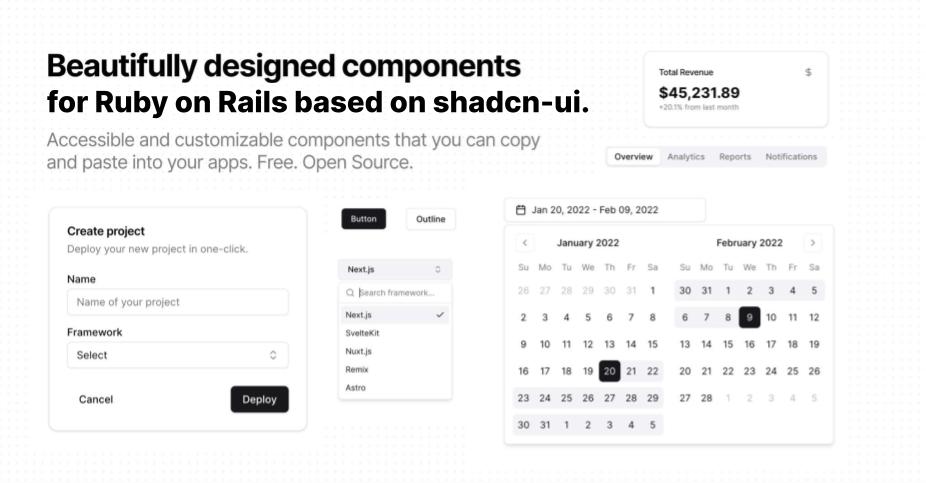 Beautifully designed components
for Ruby on Rails based on shadcn-ui.
Accessible and customizable components that you can copy
and paste into your apps. Free. Open Source.
Total Revenue $
$45,231.89
+20.1% from last month
Overview Analytics Reports Notifications
Create project
Deploy your new project in one-click.
Name
Name of your project
Framework
Select
Cancel Deploy
Button Outline
Next.js
Search framework...
Next.js
SvelteKit
Nuxt.js
Remix
Astro
Jan 20, 2022 - Feb 09, 2022
January 2022
Su Mo Tu We Th Fr Sa
26 27 28 29 30 31 1
2 3 4 5 6 7 8
9 10 11 12 13 14 15
16 17 18 19 20 21 22
23 24 25 26 27 28 29
30 31 1 2 3 4 5
February 2022
Su Mo Tu We Th Fr Sa
30 31 1 2 3 4 5
6 7 8 9 10 11 12
13 14 15 16 17 18 19
20 21 22 23 24 25 26
27 28 1 2 3 4 5